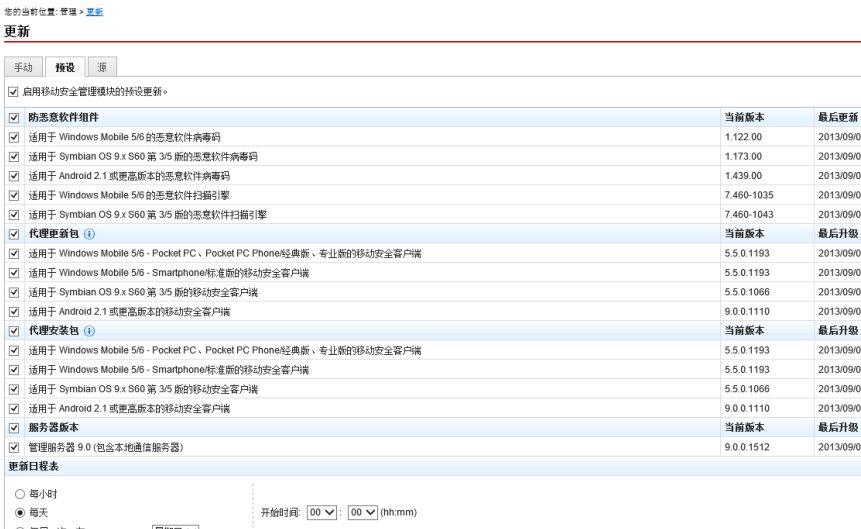 您的当前位置: 管理 > 更新
更新
手动 预设 源
启用移动安全管理模块的预设更新。
防恶意软件组件 当前版本 最后更新
适用于 Windows Mobile 5/6 的恶意软件病毒码 1.122.00 2013/09/0
适用于 Symbian OS 9.x S60 第 3/5 版的恶意软件病毒码 1.173.00 2013/09/0
适用于 Android 2.1 或更高版本的恶意软件病毒码 1.439.00 2013/09/0
适用于 Windows Mobile 5/6 的恶意软件扫描引擎 7.460-1035 2013/09/0
适用于 Symbian OS 9.x S60 第 3/5 版的恶意软件扫描引擎 7.460-1043 2013/09/0
代理更新包 当前版本 最后升级
适用于 Windows Mobile 5/6 - Pocket PC、Pocket PC Phone/经典版、专业版的移动安全客户端 5.5.0.1193 2013/09/0
适用于 Windows Mobile 5/6 - Smartphone/标准版的移动安全客户端 5.5.0.1193 2013/09/0
适用于 Symbian OS 9.x S60 第 3/5 版的移动安全客户端 5.5.0.1066 2013/09/0
适用于 Android 2.1 或更高版本的移动安全客户端 9.0.0.1110 2013/09/0
代理安装包 当前版本 最后升级
适用于 Windows Mobile 5/6 - Pocket PC、Pocket PC Phone/经典版、专业版的移动安全客户端 5.5.0.1193 2013/09/0
适用于 Windows Mobile 5/6 - Smartphone/标准版的移动安全客户端 5.5.0.1193 2013/09/0
适用于 Symbian OS 9.x S60 第 3/5 版的移动安全客户端 5.5.0.1066 2013/09/0
适用于 Android 2.1 或更高版本的移动安全客户端 9.0.0.1110 2013/09/0
服务器版本 当前版本 最后升级
管理服务器 9.0 (包含本地通信服务器) 9.0.0.1512 2013/09/0
更新日程表
每小时
每天 开始时间: 00 : 00 (hh:mm)